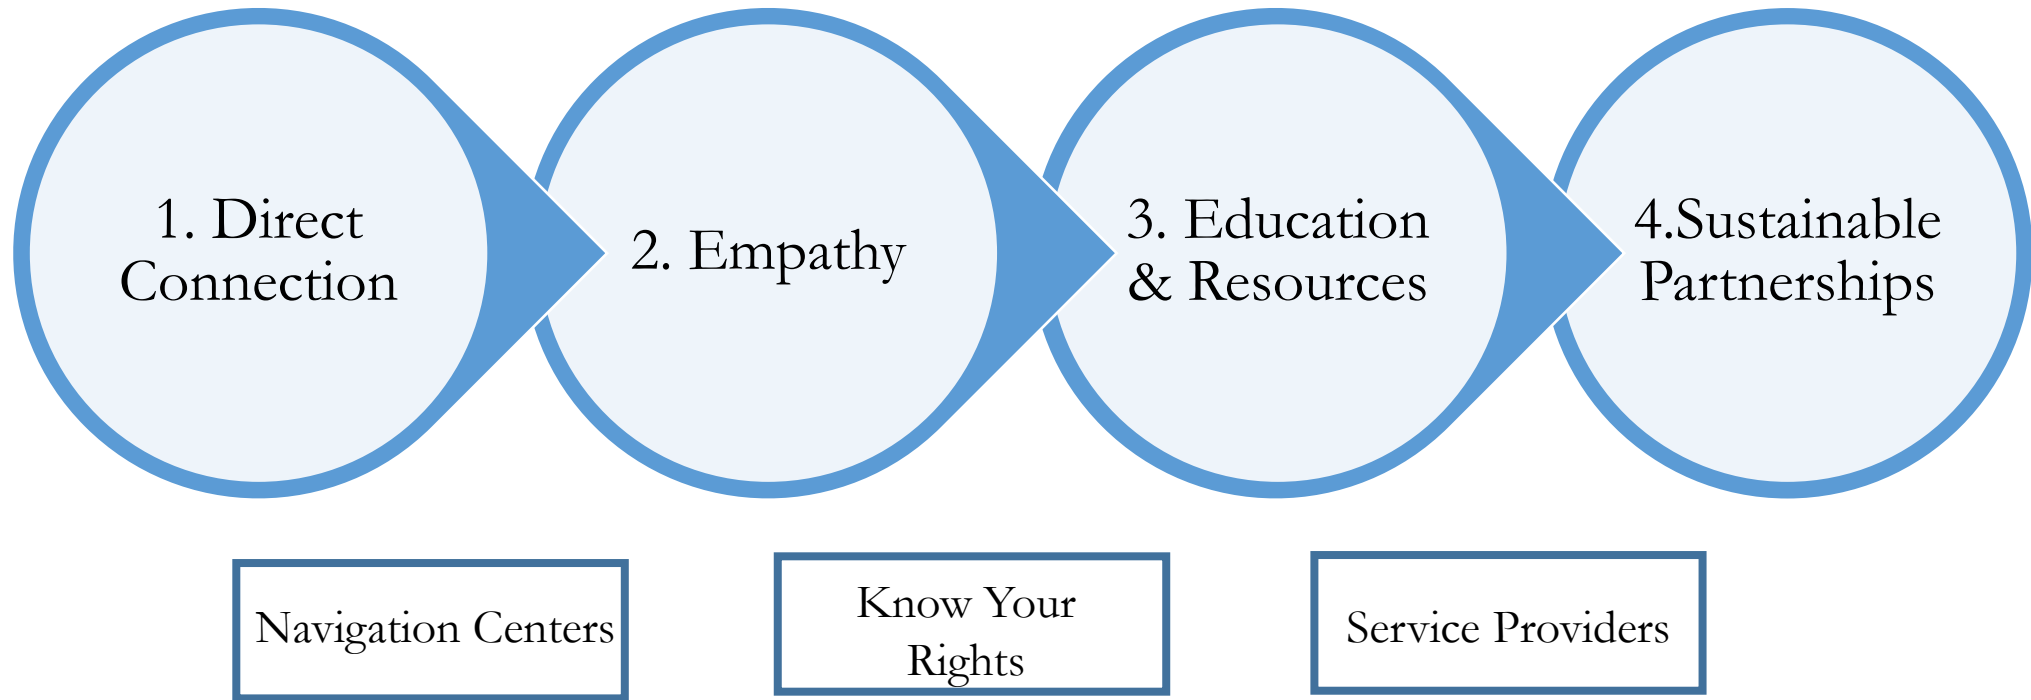 1. Direct
Connection
2. Empathy
3. Education
& Resources
4.Sustainable
Partnerships
Navigation Centers
Know Your
Rights
Service Providers